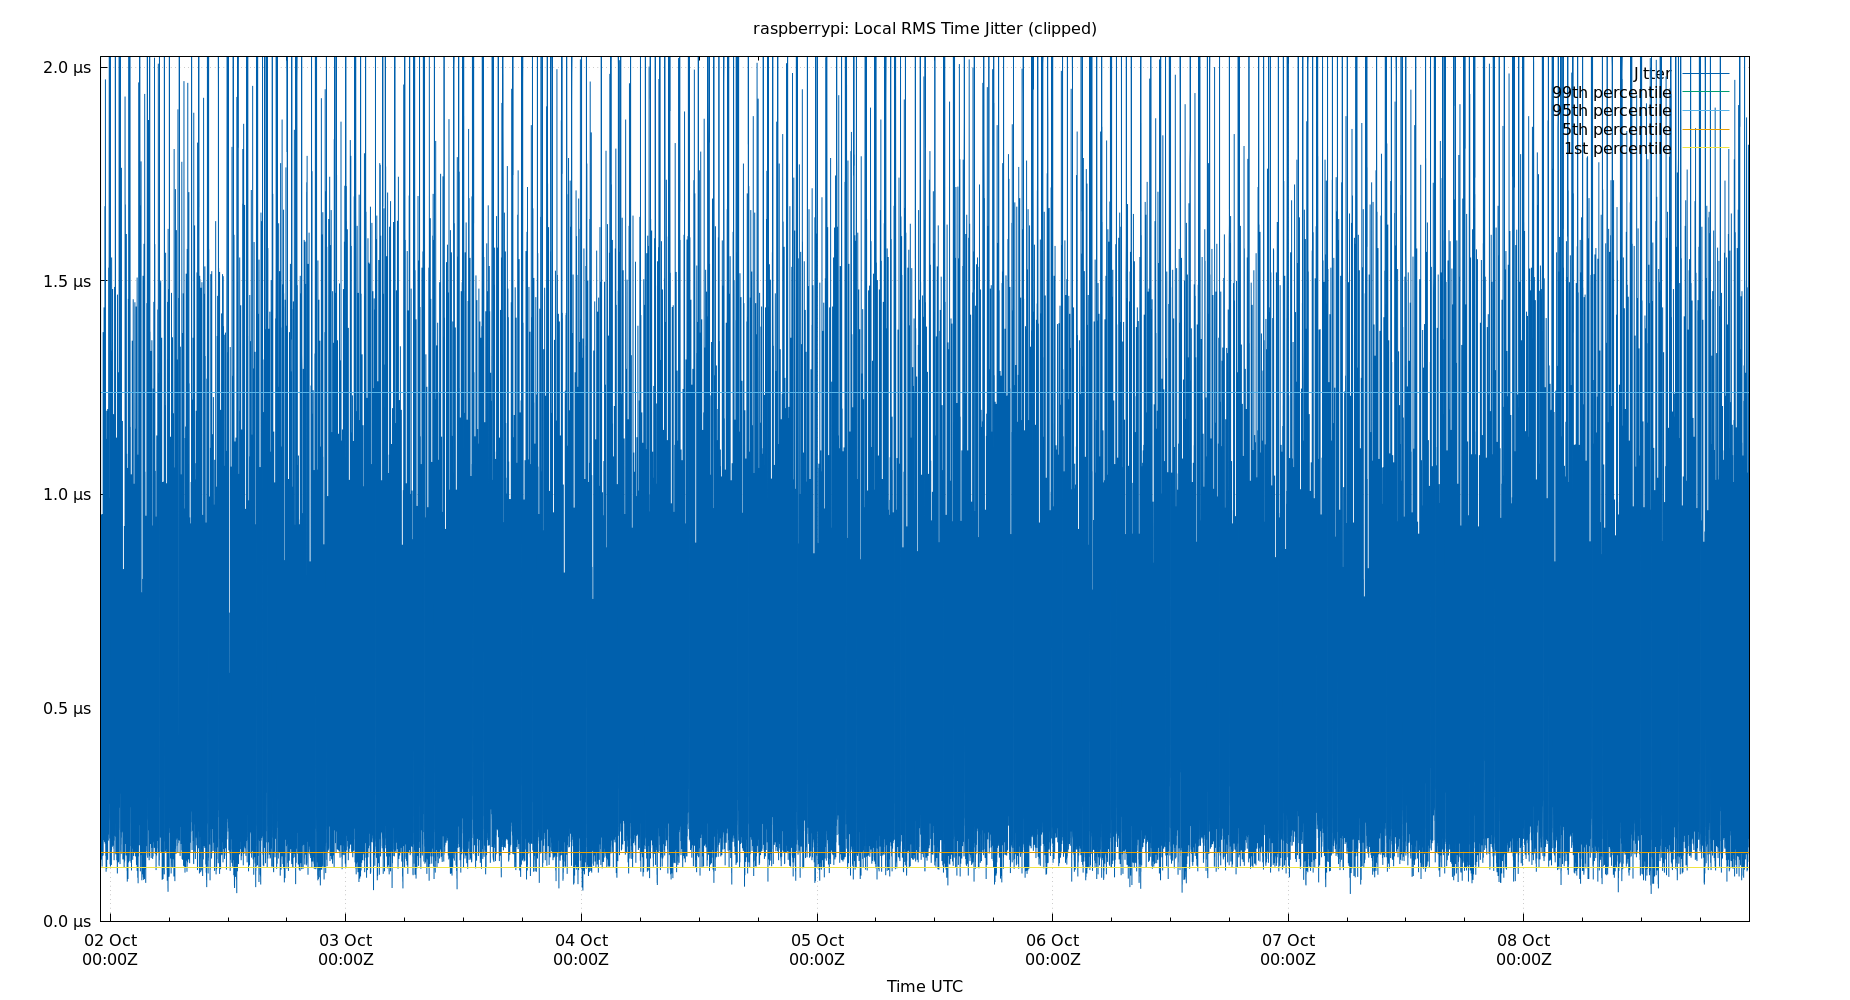 raspberrypi: Local RMS Time Jitter (clipped)
2.0 µs
1.5 µs
1.0 µs
0.5 µs
0.0 µs
Jitter
99th percentile
95th percentile
5th percentile
1st percentile
02 Oct 03 Oct 04 Oct 05 Oct 06 Oct 07 Oct 08 Oct
00:00Z 00:00Z 00:00Z 00:00Z 00:00Z 00:00Z 00:00Z
Time UTC